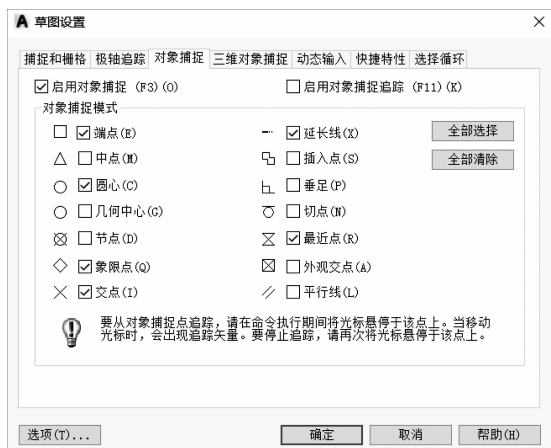 草图设置
捕捉和栅格 极轴追踪 对象捕捉 三维对象捕捉 动态输入 快捷特性 选择循环
启用对象捕捉 (F3)(O) 启用对象捕捉追踪 (F11)(K)
对象捕捉模式
端点(E) 延长线(X) 全部选择
中点(M) 插入点(S) 全部清除
圆心(C) 垂足(P)
几何中心(G) 切点(N)
节点(D) 最近点(R)
象限点(Q) 外观交点(A)
交点(I) 平行线(L)
要从对象捕捉点追踪，请在命令执行期间将光标悬停于该点上。当移动
光标时，会出现追踪矢量。要停止追踪，请再次将光标悬停于该点上。
选项(T)... 确定 取消 帮助(H)